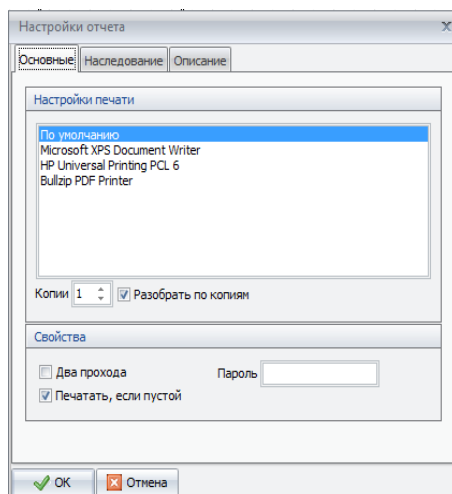 Настройки отчета
Основные Наследование Описание
Настройки печати
По умолчанию
Microsoft XPS Document Writer
HP Universal Printing PCL 6
Bullzip PDF Printer
Копии 1 Разобрать по копиям
Свойства
Два прохода Пароль
Печатать, если пустой
ОК Отмена